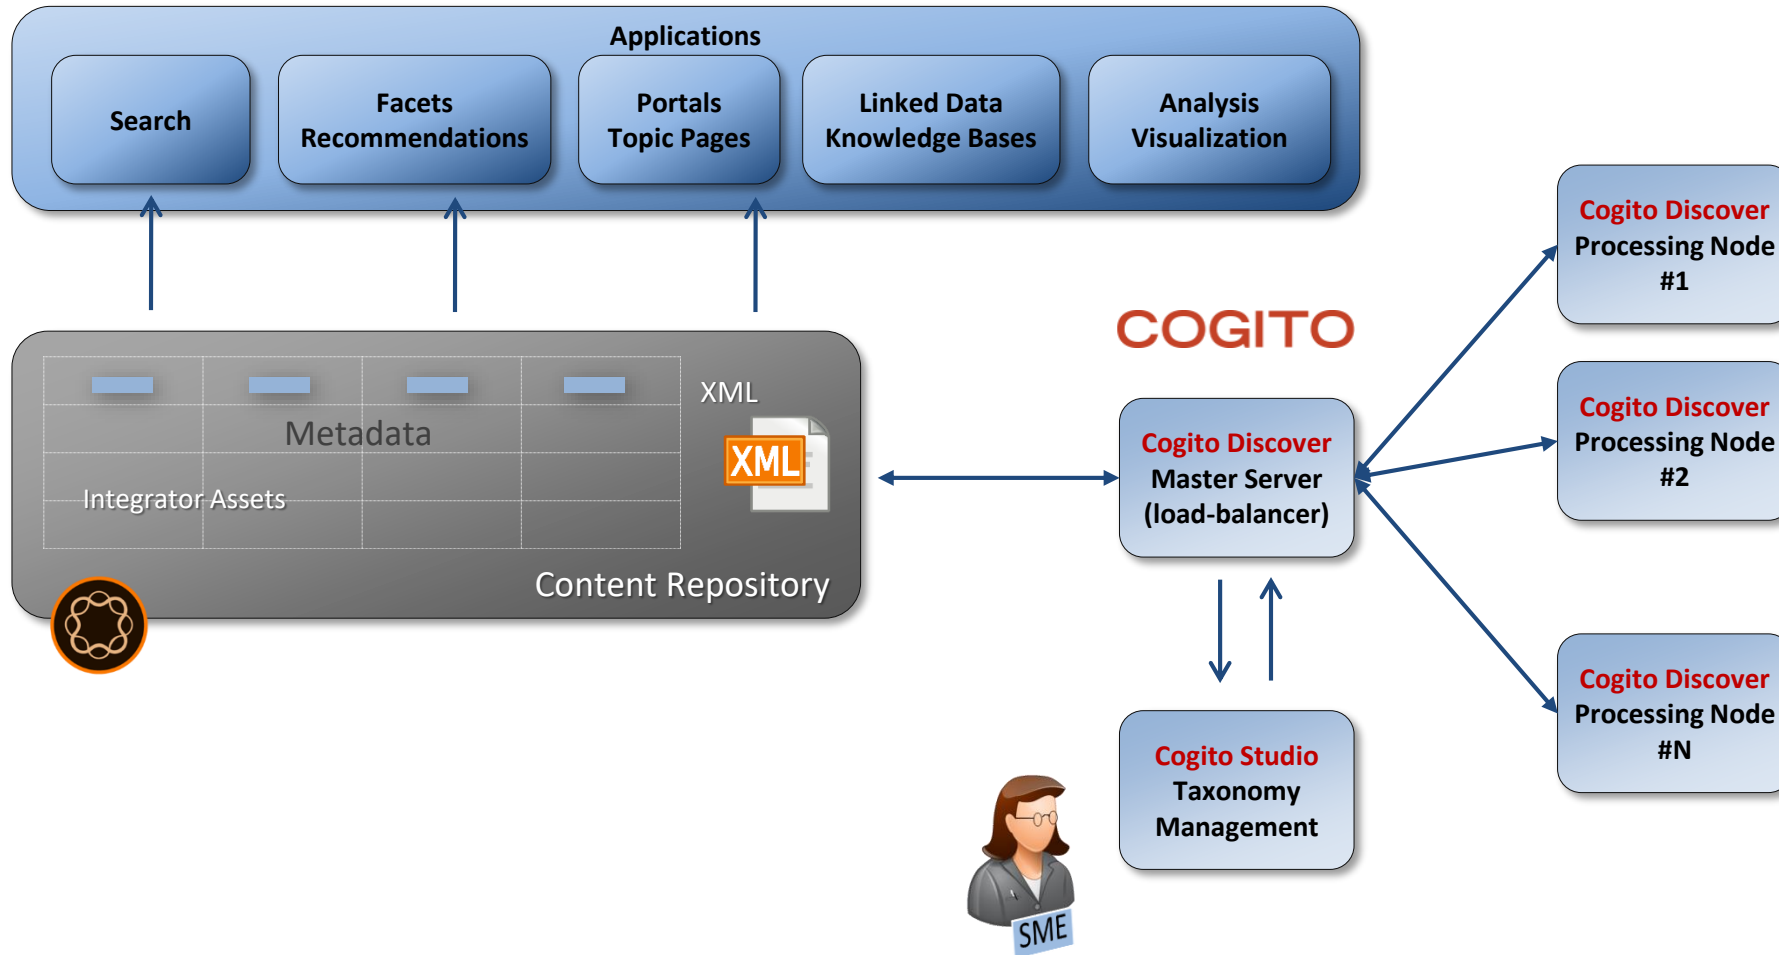 Applications
Search
Facets
Recommendations
Portals
Topic Pages
Linked Data
Knowledge Bases
Analysis
Visualization
Cogito Discover
Processing Node
#1
COGITO
XML
Metadata
XML
Integrator Assets
Content Repository
Cogito Discover
Master Server
(load-balancer)
Cogito Discover
Processing Node
#2
Cogito Studio
Taxonomy
Management
Cogito Discover
Processing Node
#N
SME